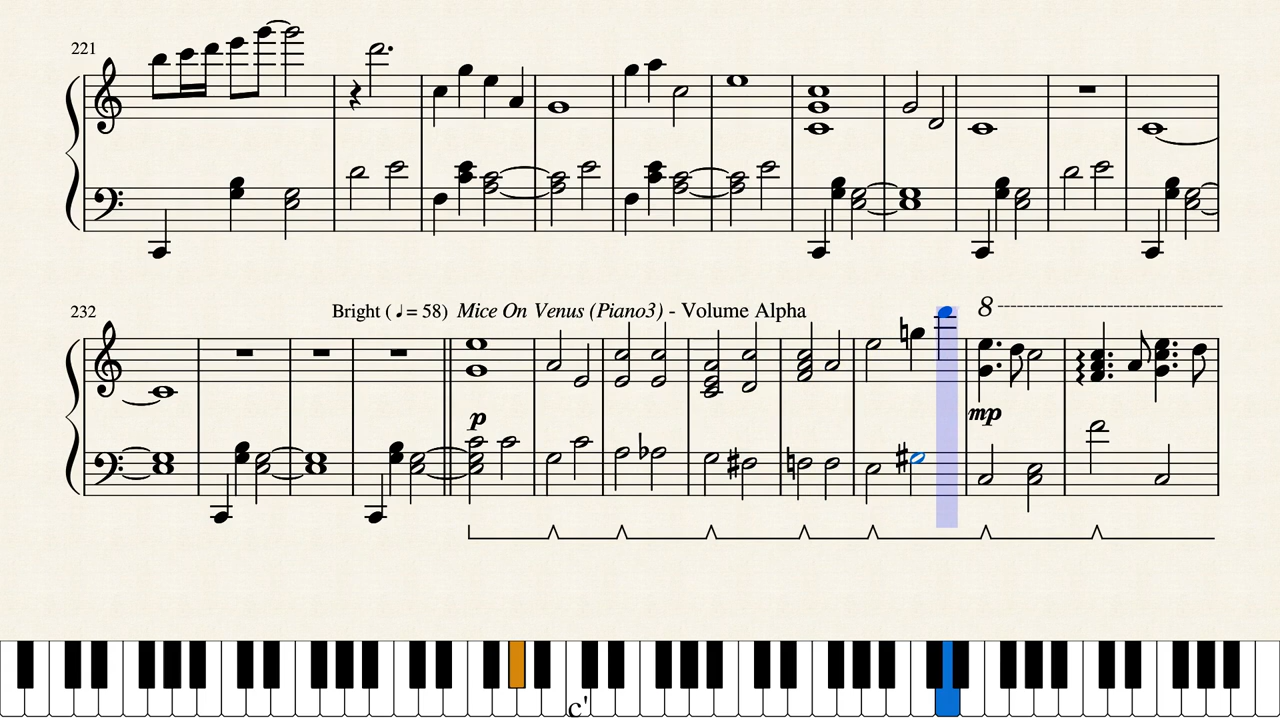 221
232
Bright (♩= 58) Mice On Venus (Piano3) - Volume Alpha
8
p
mp
c'